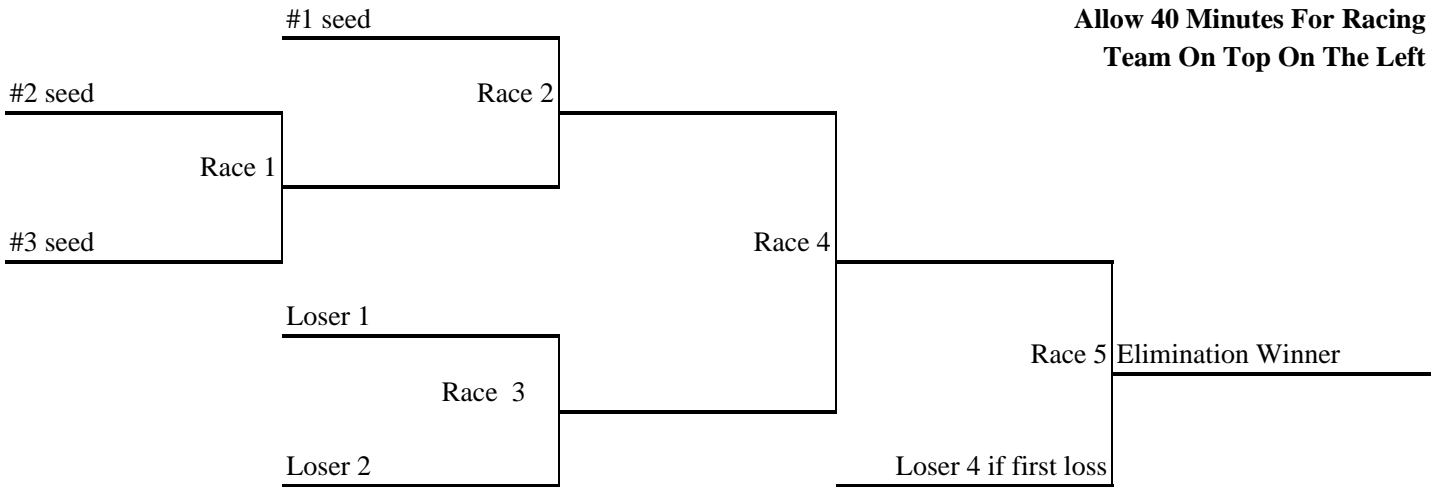 #1 seed
Allow 40 Minutes For Racing
Team On Top On The Left
#2 seed
Race 2
Race 1
#3 seed
Race 4
Loser 1
Race 5
Elimination Winner
Race 3
Loser 2
Loser 4 if first loss